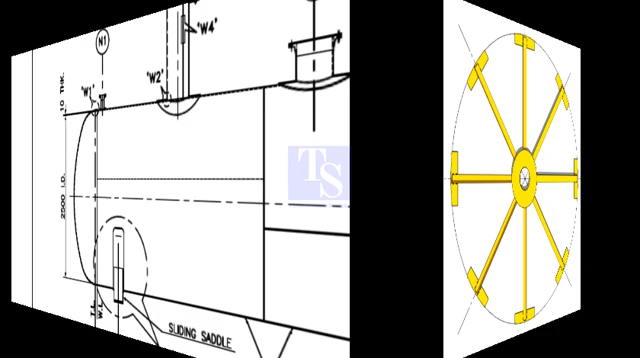 N1
"W4"
"W2"
"W1"
10 THK.
2500 I.D.
TS
T.L.
W.L.
SLIDING SADDLE